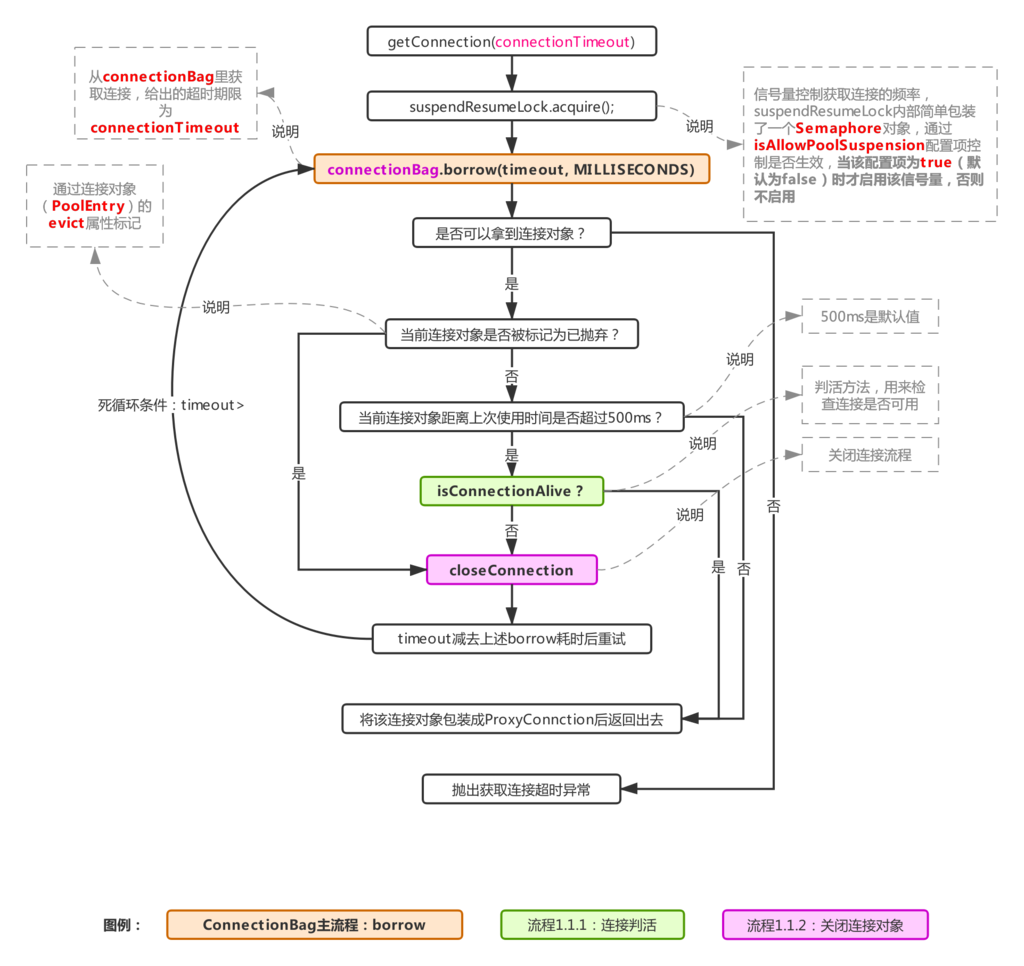 getConnection(connectionTimeout)
从connectionBag里获
取连接，给出的超时期限
为
connectionTimeout
说明
suspendResumeLock.acquire();
说明
信号量控制获取连接的频率，
suspendResumeLock内部简单包装
了一个Semaphore对象，通过
isAllowPoolSuspension配置项控
制是否生效，当该配置项为true（默
认为false）时才启用该信号量，否则
不启用
connectionBag.borrow(timeout, MILLISECONDS)
通过连接对象
（PoolEntry）的
evict属性标记
是否可以拿到连接对象？
是
说明
当前连接对象是否被标记为已抛弃？
500ms是默认值
说明
否
判活方法，用来检
查连接是否可用
死循环条件：timeout>
当前连接对象距离上次使用时间是否超过500ms？
说明
是
关闭连接流程
是
isConnectionAlive？
否
说明
否
closeConnection
是
否
timeout减去上述borrow耗时后重试
将该连接对象包装成ProxyConnction后返回出去
抛出获取连接超时异常
图例：
ConnectionBag主流程：borrow
流程1.1.1：连接判活
流程1.1.2：关闭连接对象